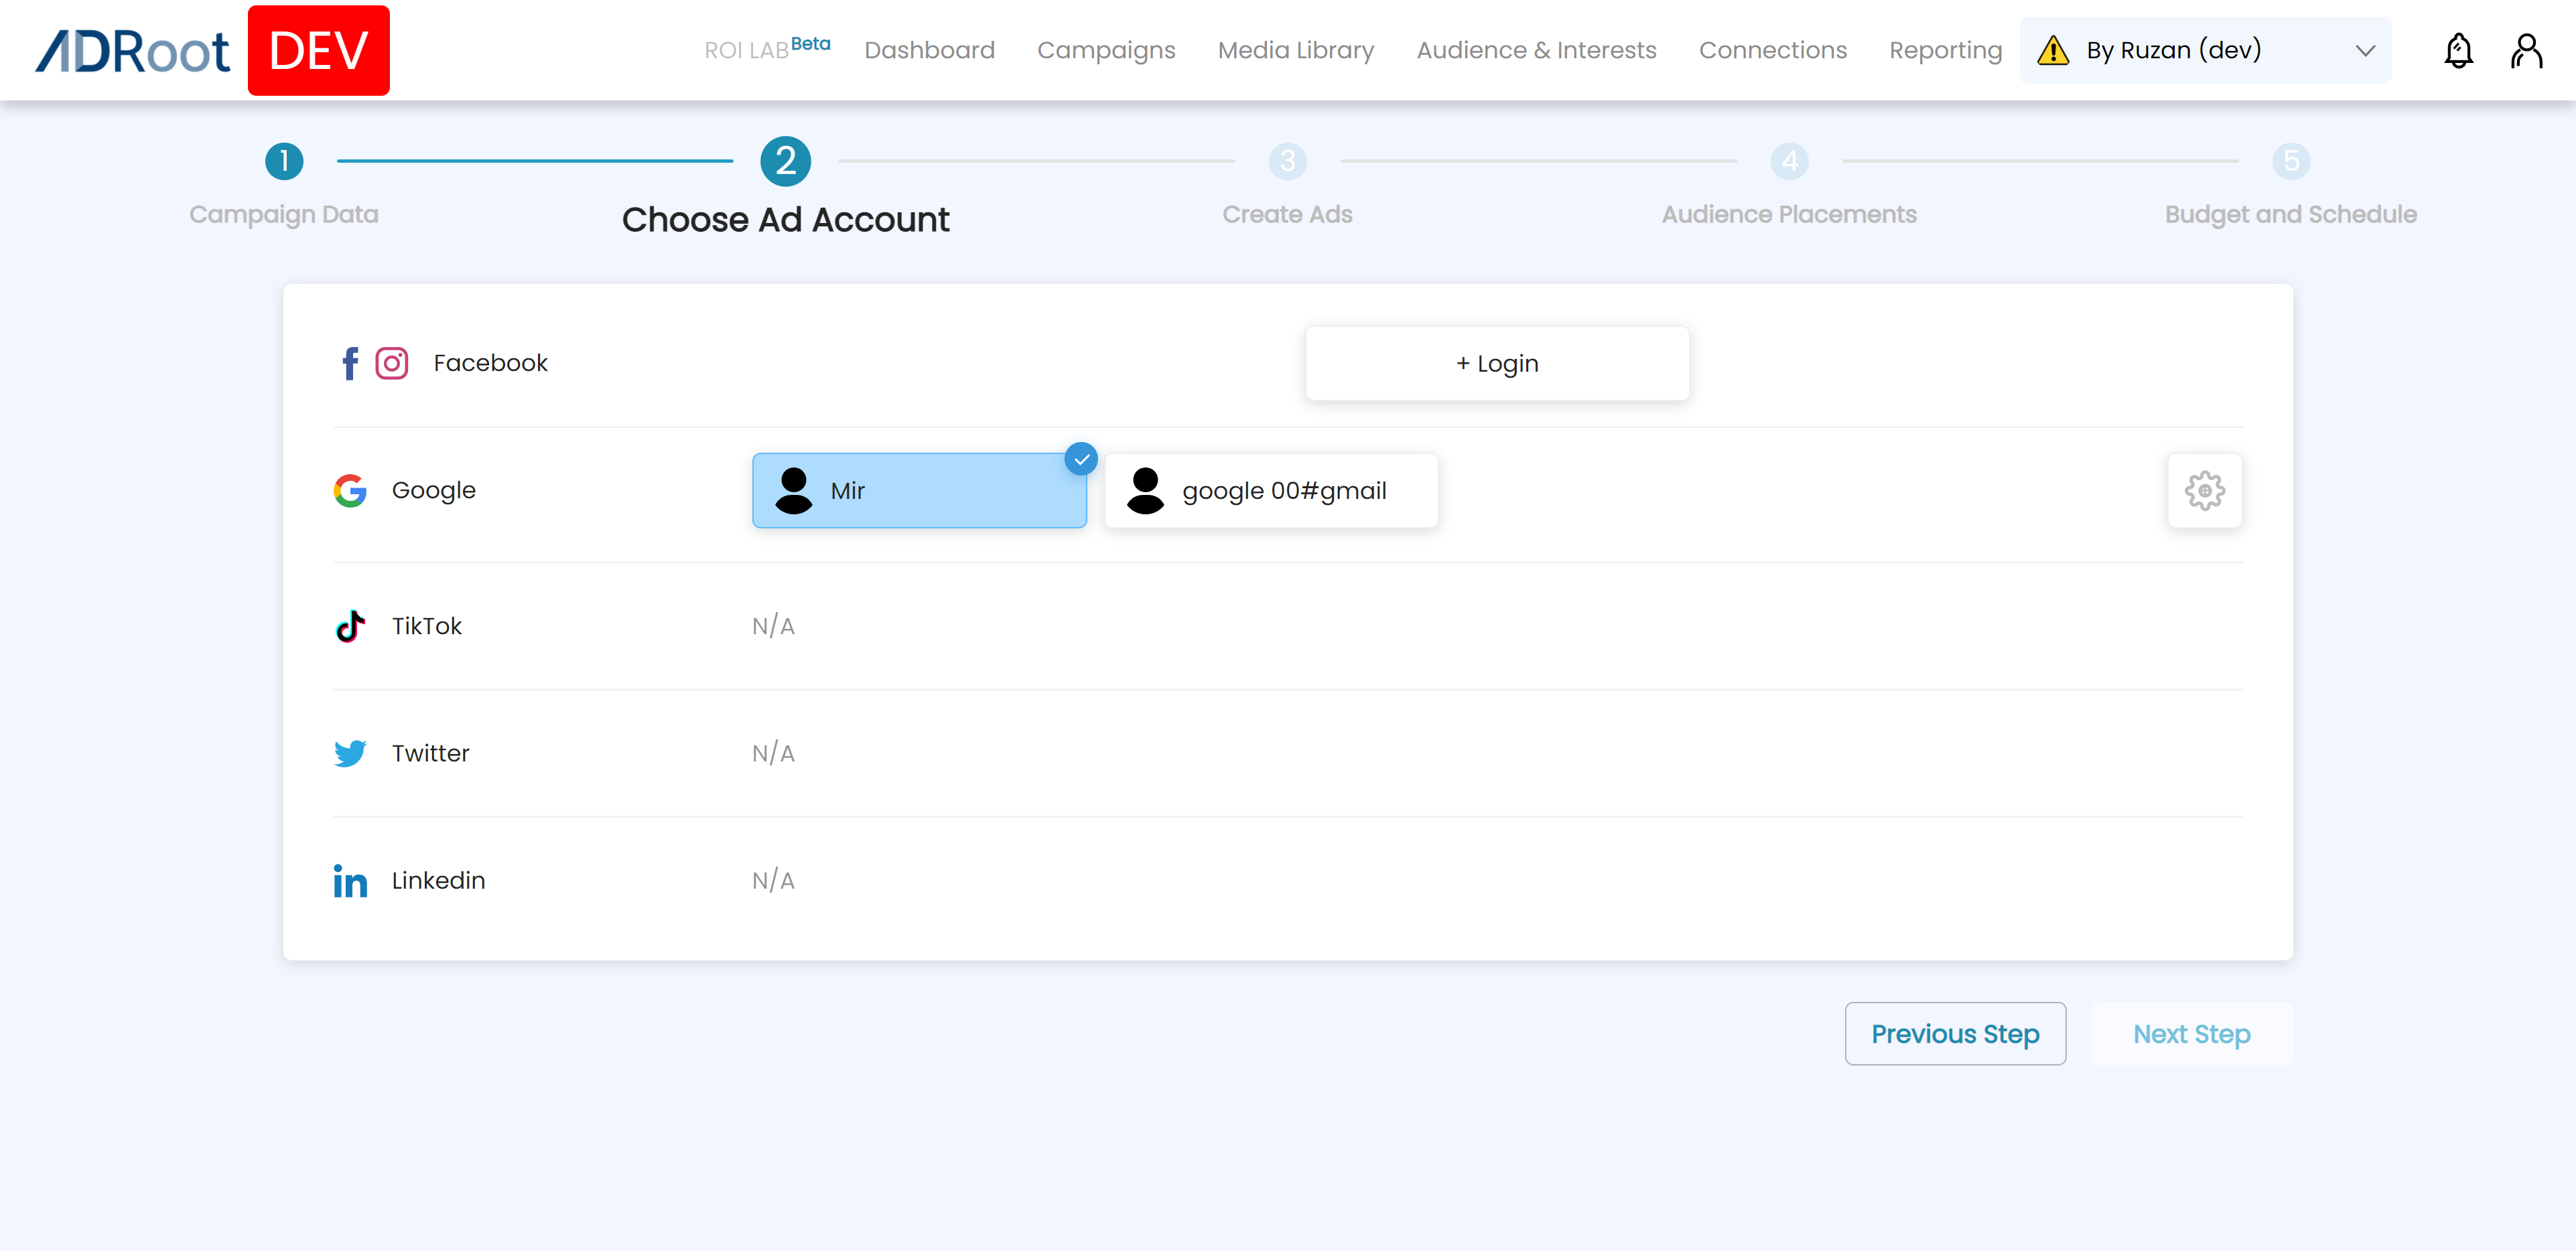 ADRoot DEV ROI LAB Beta Dashboard Campaigns Media Library Audience & Interests Connections Reporting By Ruzan (dev)
1 2 3 4 5
Campaign Data Choose Ad Account Create Ads Audience Placements Budget and Schedule
Facebook + Login
Google Mir google 00#gmail
TikTok N/A
Twitter N/A
in Linkedin N/A
Previous Step Next Step